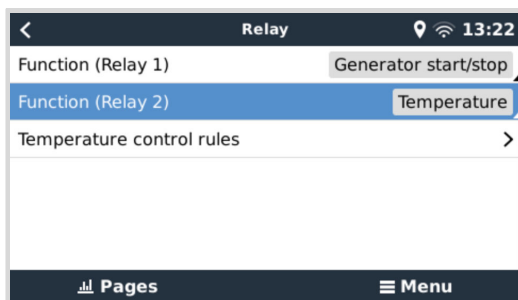 Relay 13:22
Function (Relay 1) Generator start/stop
Function (Relay 2) Temperature
Temperature control rules
Pages Menu